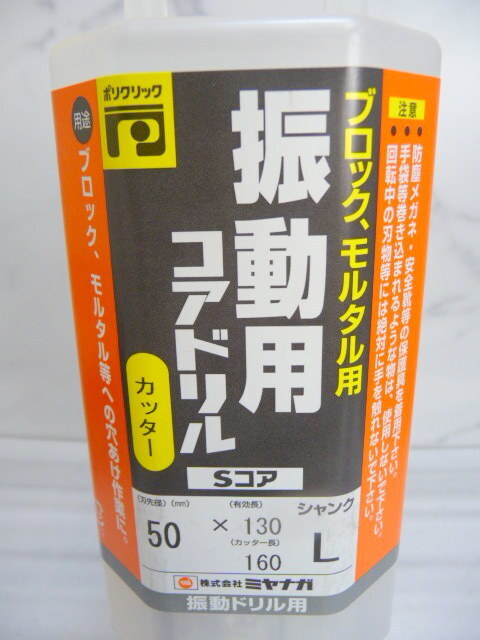 ポリクリック
用途
ブロック、モルタル等への穴あけ作業に。
ブロック、モルタル用
振動用
コアドリル
カッター
Sコア
注意
防塵メガネ・安全靴等の保護具を着用下さい。
手袋等巻き込まれるような物は、使用しないで下さい。
回転中の刃物等には絶対に手を触れないで下さい。
(刃先径)(mm)
(有効長)
シャンク
50 × 130
(カッター長)
160
L
株式会社ミヤナガ
振動ドリル用